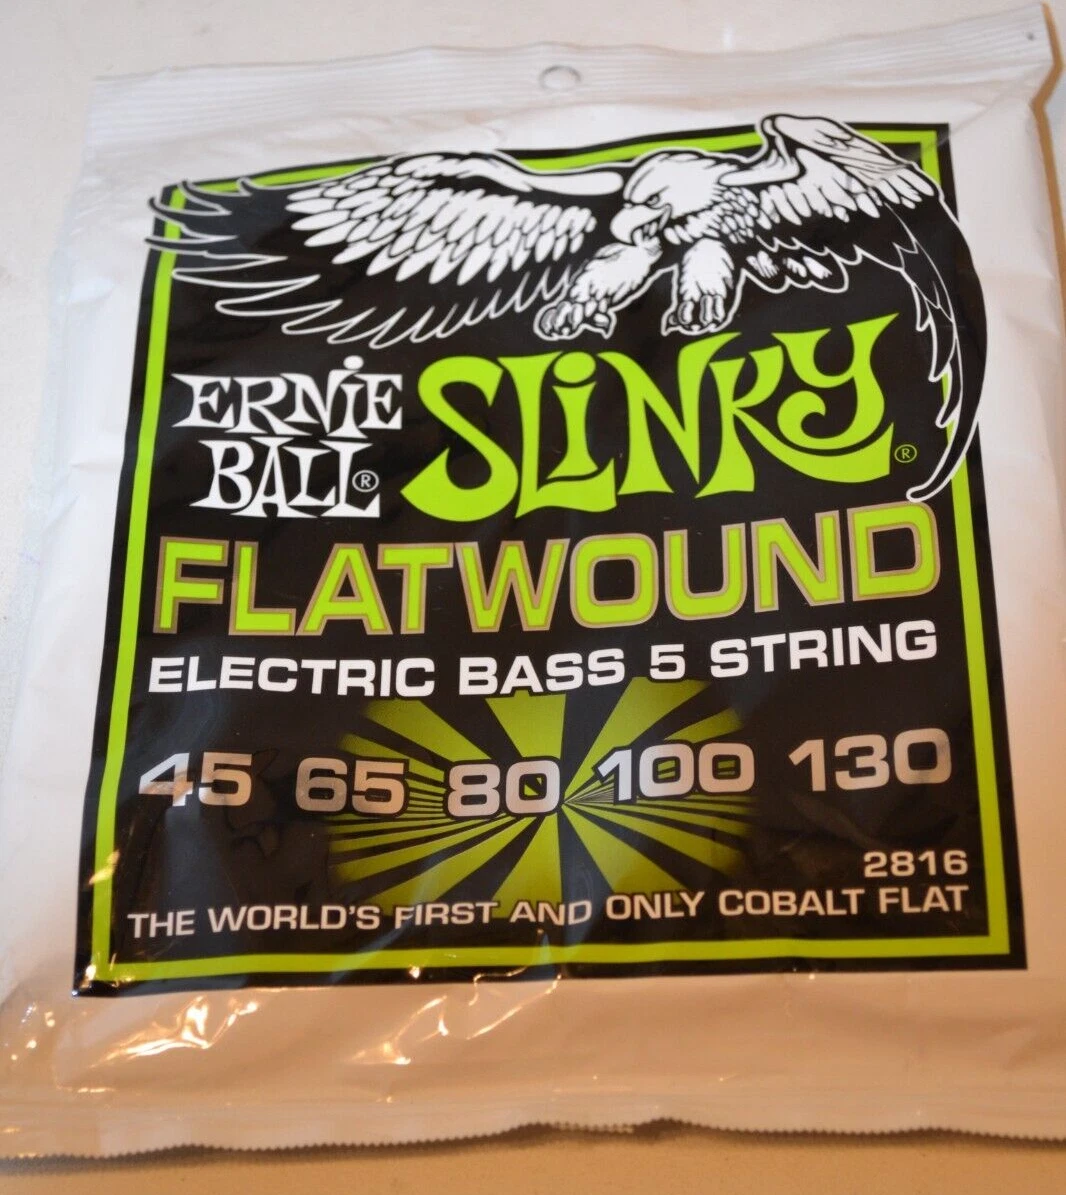 ERNiE
BALL®
SLiNKY®
FLATWOUND
ELECTRIC BASS 5 STRING
45 65 80 100 130
2816
THE WORLD'S FIRST AND ONLY COBALT FLAT